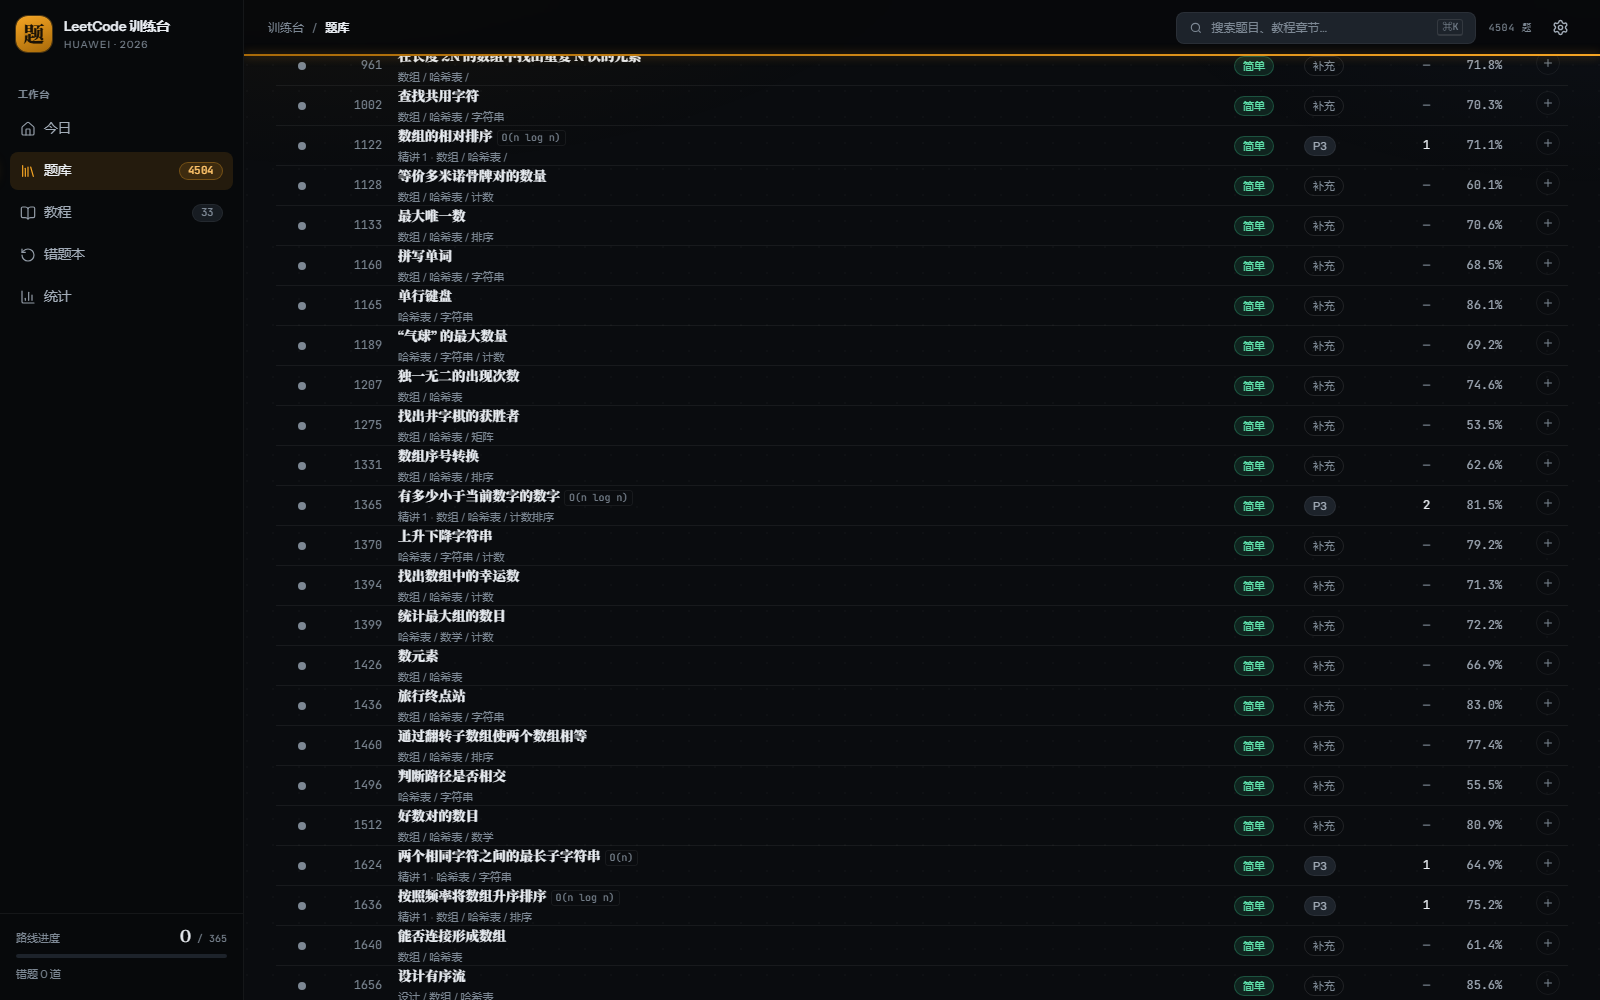 题
LeetCode 训练台
HUAWEI · 2026
工作台
今日
题库 4504
教程 33
错题本
统计
路线进度 0 / 365
错题 0 道
训练台 / 题库
搜索题目、教程章节… ⌘K
4504 题
961 在长度 2N 的数组中找出重复 N 次的元素 简单 补充 — 71.8% +
数组 / 哈希表 /
1002 查找共用字符 简单 补充 — 70.3% +
数组 / 哈希表 / 字符串
1122 数组的相对排序 O(n log n) 简单 P3 1 71.1% +
精讲 1 · 数组 / 哈希表 /
1128 等价多米诺骨牌对的数量 简单 补充 — 60.1% +
数组 / 哈希表 / 计数
1133 最大唯一数 简单 补充 — 70.6% +
数组 / 哈希表 / 排序
1160 拼写单词 简单 补充 — 68.5% +
数组 / 哈希表 / 字符串
1165 单行键盘 简单 补充 — 86.1% +
哈希表 / 字符串
1189 “气球” 的最大数量 简单 补充 — 69.2% +
哈希表 / 字符串 / 计数
1207 独一无二的出现次数 简单 补充 — 74.6% +
数组 / 哈希表
1275 找出井字棋的获胜者 简单 补充 — 53.5% +
数组 / 哈希表 / 矩阵
1331 数组序号转换 简单 补充 — 62.6% +
数组 / 哈希表 / 排序
1365 有多少小于当前数字的数字 O(n log n) 简单 P3 2 81.5% +
精讲 1 · 数组 / 哈希表 / 计数排序
1370 上升下降字符串 简单 补充 — 79.2% +
哈希表 / 字符串 / 计数
1394 找出数组中的幸运数 简单 补充 — 71.3% +
数组 / 哈希表 / 计数
1399 统计最大组的数目 简单 补充 — 72.2% +
哈希表 / 数学 / 计数
1426 数元素 简单 补充 — 66.9% +
数组 / 哈希表
1436 旅行终点站 简单 补充 — 83.0% +
数组 / 哈希表 / 字符串
1460 通过翻转子数组使两个数组相等 简单 补充 — 77.4% +
数组 / 哈希表 / 排序
1496 判断路径是否相交 简单 补充 — 55.5% +
哈希表 / 字符串
1512 好数对的数目 简单 补充 — 80.9% +
数组 / 哈希表 / 数学
1624 两个相同字符之间的最长子字符串 O(n) 简单 P3 1 64.9% +
精讲 1 · 哈希表 / 字符串
1636 按照频率将数组升序排序 O(n log n) 简单 P3 1 75.2% +
精讲 1 · 数组 / 哈希表 / 排序
1640 能否连接形成数组 简单 补充 — 61.4% +
数组 / 哈希表
1656 设计有序流 简单 补充 — 85.6% +
设计 / 数组 / 哈希表